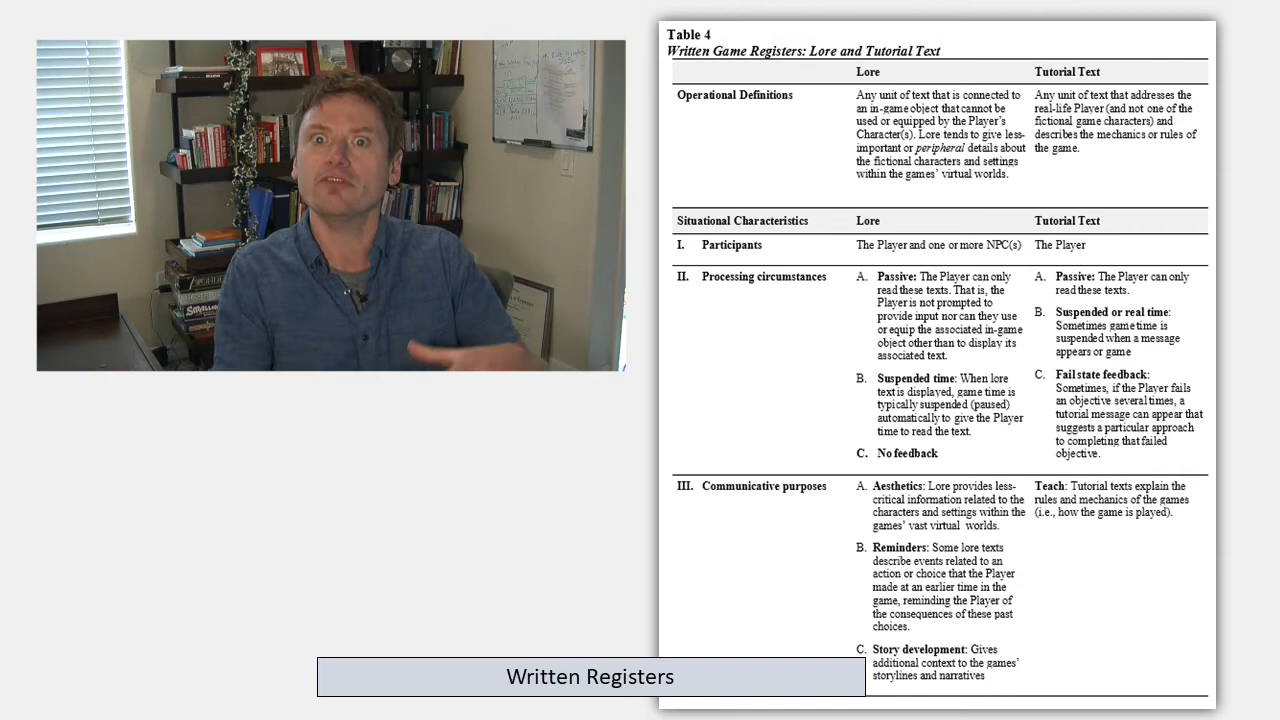 Table 4
Written Game Registers: Lore and Tutorial Text
Lore Tutorial Text
Operational Definitions
Any unit of text that is connected to
an in-game object that cannot be
used or equipped by the Player's
Character(s). Lore tends to give less-
important or peripheral details about
the fictional characters and settings
within the games' virtual worlds.
Any unit of text that addresses the
real-life Player (and not one of the
fictional game characters) and
describes the mechanics or rules of
the game.
Situational Characteristics Lore Tutorial Text
I. Participants The Player and one or more NPC(s) The Player
II. Processing circumstances
A. Passive: The Player can only
read these texts. That is, the
Player is not prompted to
provide input nor can they use
or equip the associated in-game
object other than to display its
associated text.
B. Suspended time: When lore
text is displayed, game time is
typically suspended (paused)
automatically to give the Player
time to read the text.
C. No feedback
A. Passive: The Player can only
read these texts.
B. Suspended or real time:
Sometimes game time is
suspended when a message
appears or game
C. Fail state feedback:
Sometimes, if the Player fails
an objective several times, a
tutorial message can appear that
suggests a particular approach
to completing that failed
objective.
III. Communicative purposes
A. Aesthetics: Lore provides less-
critical information related to the
characters and settings within the
games' vast virtual worlds.
B. Reminders: Some lore texts
describe events related to an
action or choice that the Player
made at an earlier time in the
game, reminding the Player of
the consequences of these past
choices.
C. Story development: Gives
additional context to the games'
storylines and narratives
Teach: Tutorial texts explain the
rules and mechanics of the games
(i.e., how the game is played).
Written Registers